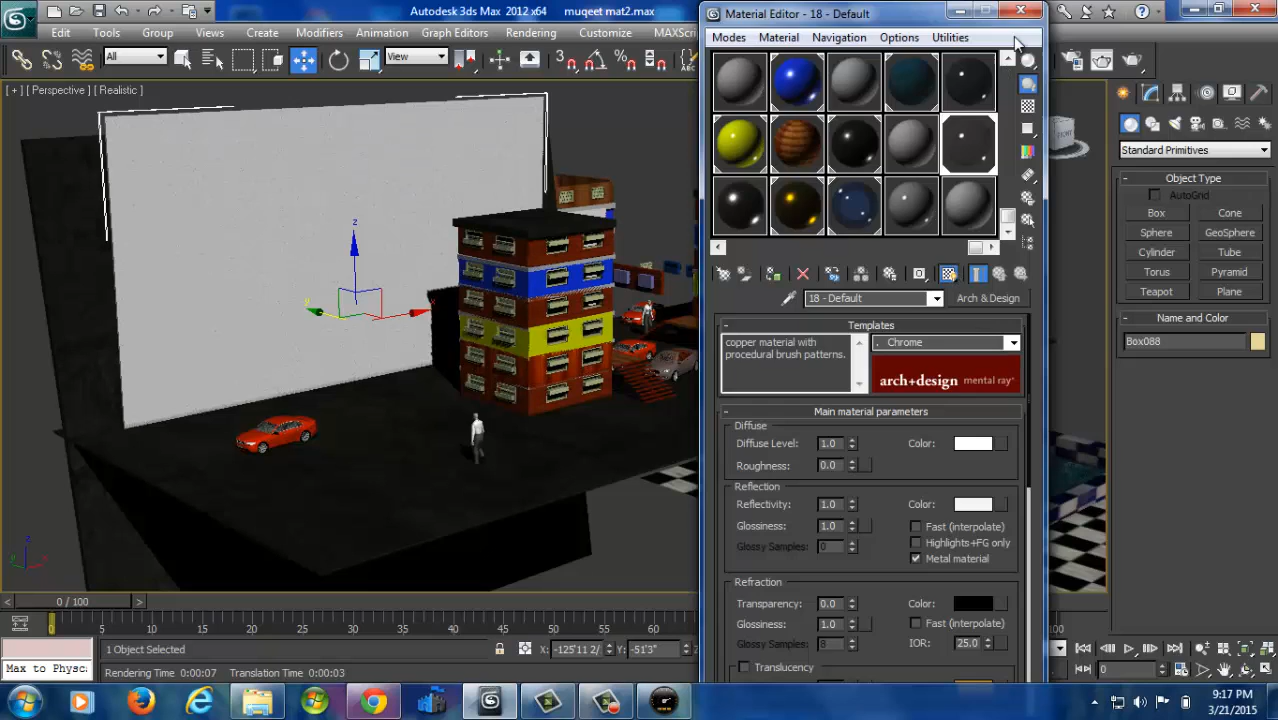 Autodesk 3ds Max 2012 x64 muqeet mat2.max
Material Editor - 18 - Default
Edit Tools Group Views Create Modifiers Animation Graph Editors Rendering Customize MAXScr
Modes Material Navigation Options Utilities
All
View
3
ABC
[ + ] [ Perspective ] [ Realistic ]
FRONT
Standard Primitives
Object Type
AutoGrid
Box Cone
Sphere GeoSphere
Cylinder Tube
Torus Pyramid
Teapot Plane
Name and Color
Box088
18 - Default
Arch & Design
Templates
copper material with
procedural brush patterns.
. Chrome
arch+design mental ray
Main material parameters
Diffuse
Diffuse Level: 1.0 Color:
Roughness: 0.0
Reflection
Reflectivity: 1.0 Color:
Glossiness: 1.0 Fast (interpolate)
Glossy Samples: 0 Highlights+FG only
Metal material
Refraction
Transparency: 0.0 Color:
Glossiness: 1.0 Fast (interpolate)
Glossy Samples: 8 IOR: 25.0
Translucency
z
x
y
z
0 / 100
0 5 10 15 20 25 30 35 40 45 50 55 60
100
1 Object Selected
X: -125'11 2/ Y: -51'3"
Max to Physc
Rendering Time 0:00:07 Translation Time 0:00:03
0
9:17 PM
3/21/2015